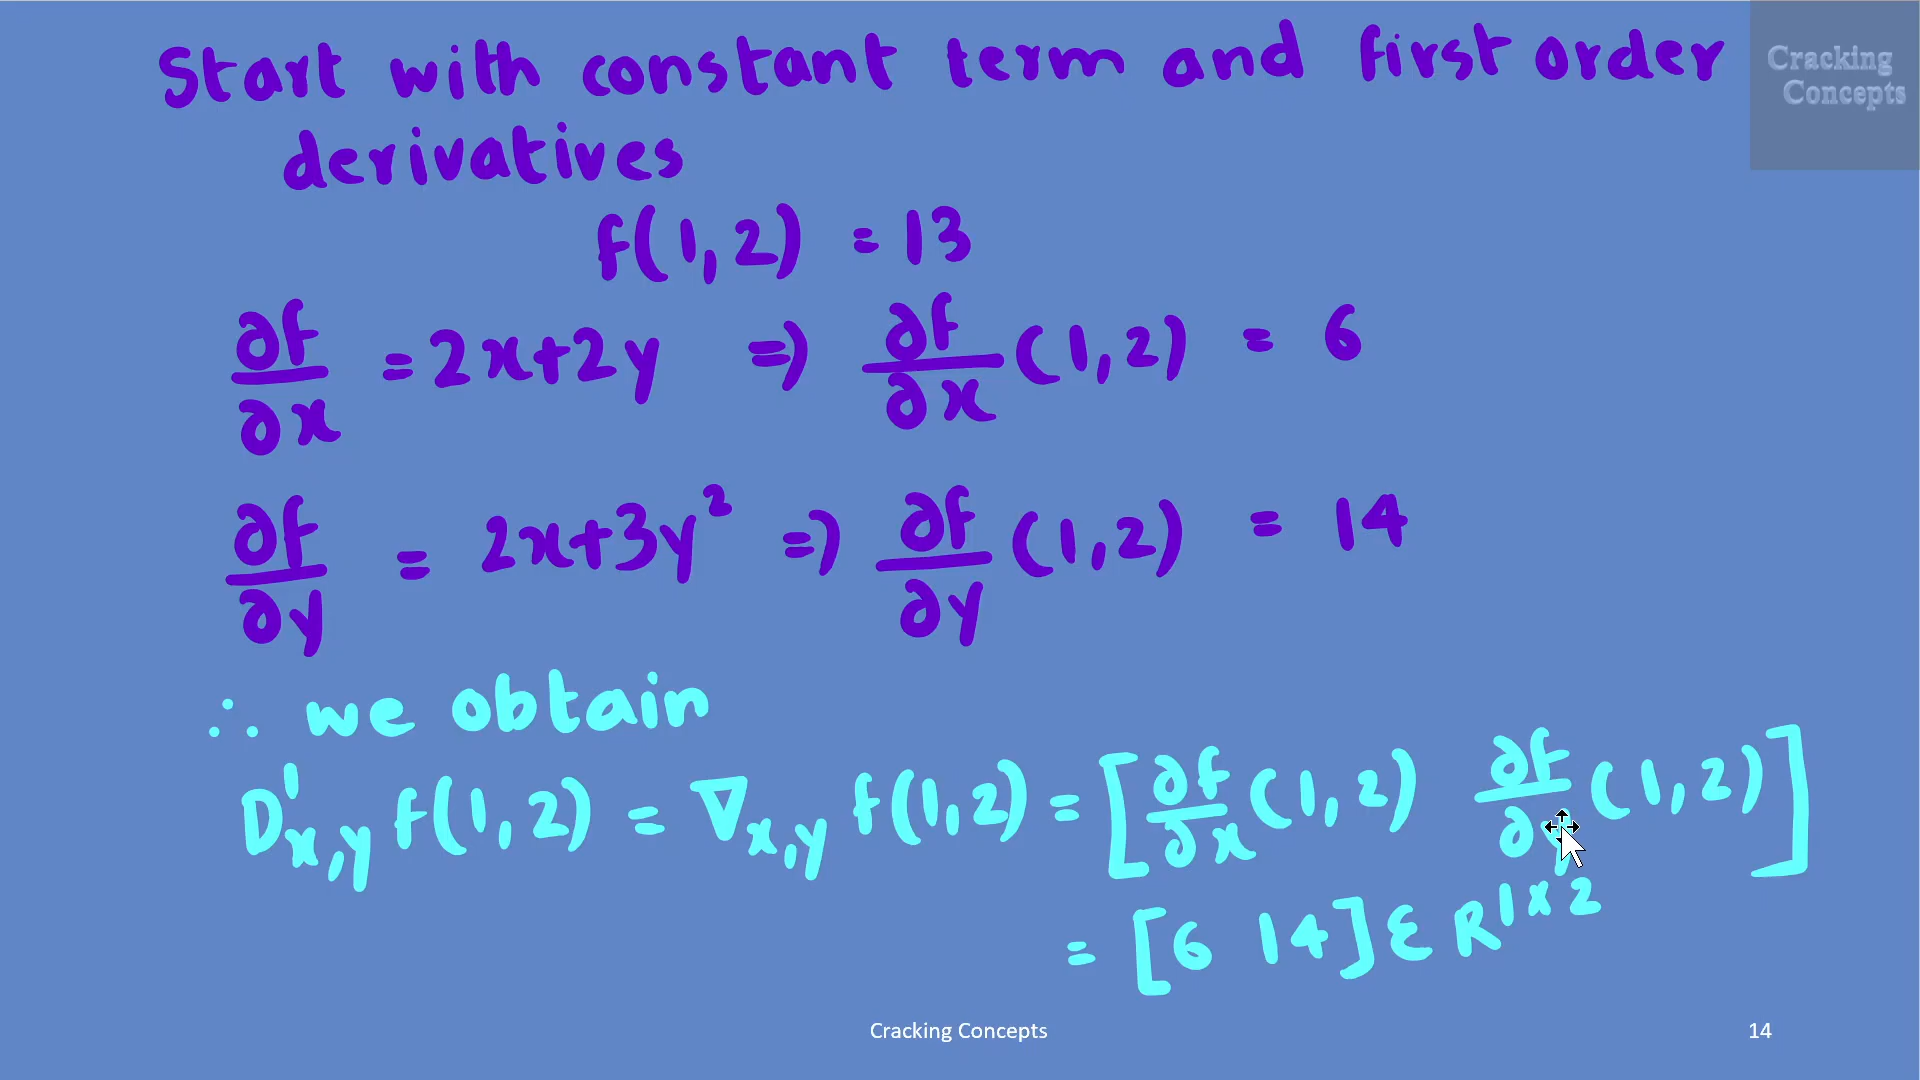 Start with constant term and first order
derivatives
f(1,2) = 13
∂f/∂x = 2x+2y ⇒ ∂f/∂x (1,2) = 6
∂f/∂y = 2x+3y² ⇒ ∂f/∂y (1,2) = 14
∴ we obtain
D¹x,y f(1,2) = ∇x,y f(1,2) = [∂f/∂x (1,2) ∂f/∂y (1,2)]
= [6 14] ε R^1×2
Cracking
Concepts
Cracking Concepts
14